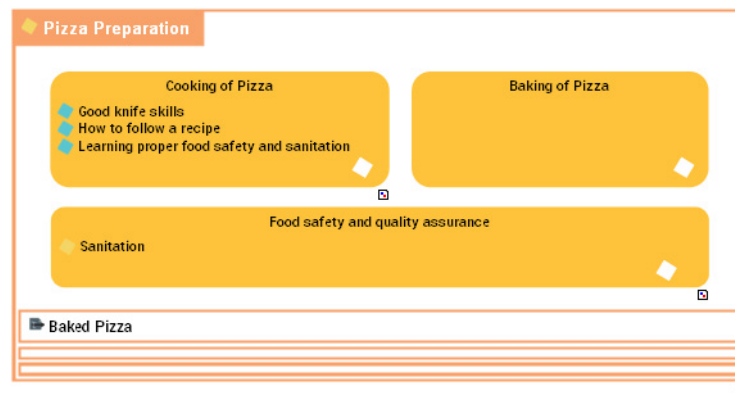 Pizza Preparation
Cooking of Pizza
Good knife skills
How to follow a recipe
Learning proper food safety and sanitation
Baking of Pizza
Food safety and quality assurance
Sanitation
Baked Pizza